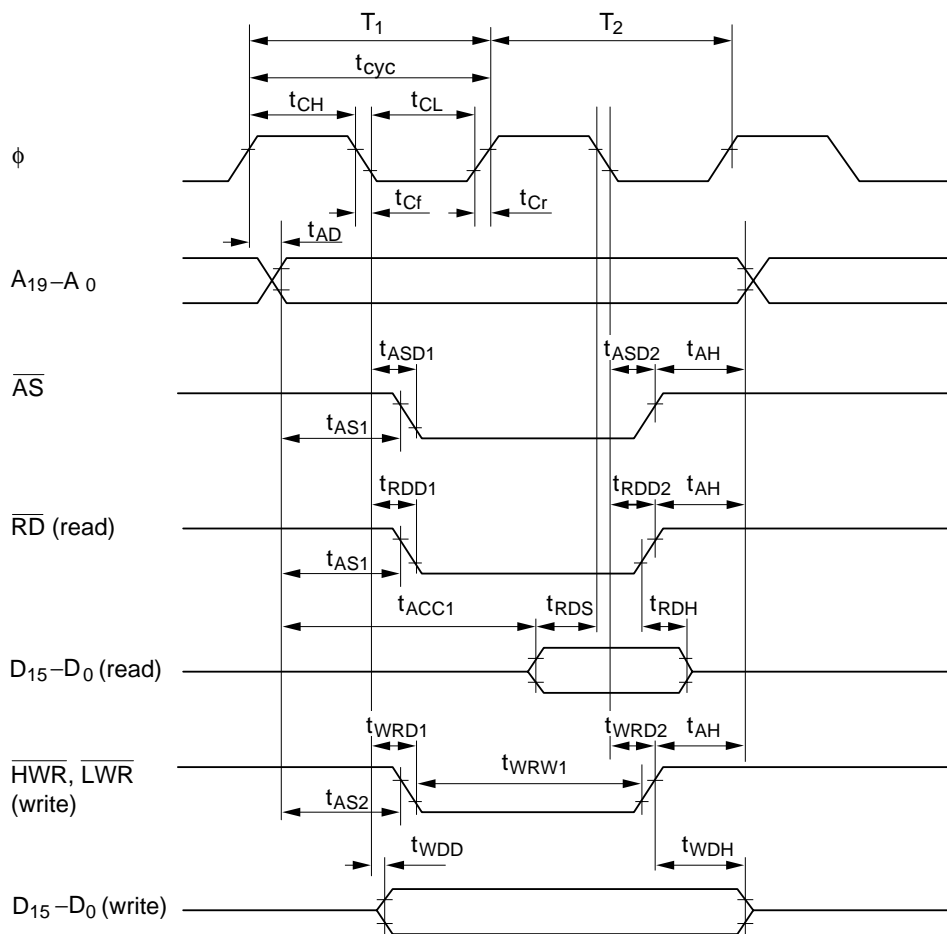 T1 T2
tcyc
tCH tCL
ϕ
tCf tCr
tAD
A19–A0
tASD1 tASD2 tAH
AS
tAS1
tRDD1 tRDD2 tAH
RD (read)
tAS1
tACC1 tRDS tRDH
D15–D0 (read)
tWRD1 tWRD2 tAH
HWR, LWR
(write)
tWRW1
tAS2
tWDD tWDH
D15–D0 (write)